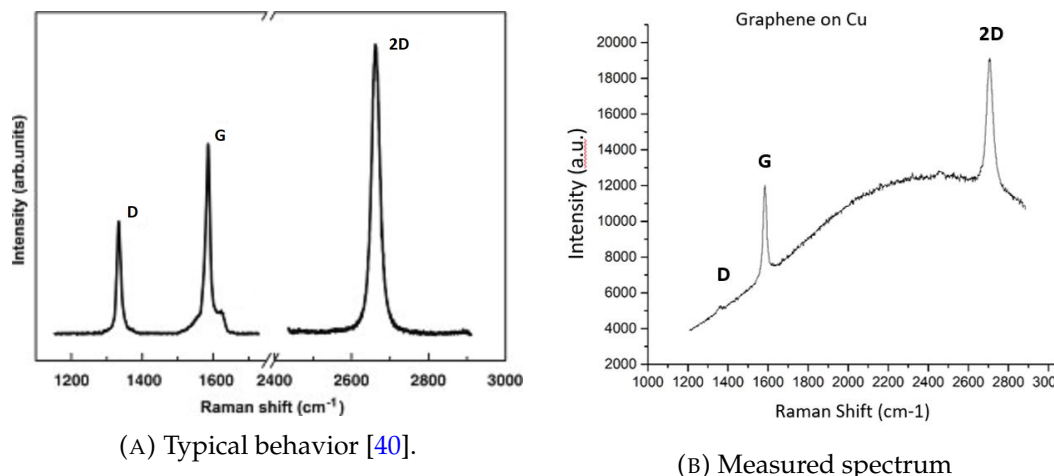 Intensity (arb.units)
D
G
2D
1200 1400 1600 2400 2600 2800 3000
Raman shift (cm-1)
(A) Typical behavior [40].
Graphene on Cu
Intensity (a.u.)
20000
18000
16000
14000
12000
10000
8000
6000
4000
2000
D
G
2D
1000 1200 1400 1600 1800 2000 2200 2400 2600 2800 300
Raman Shift (cm-1)
(B) Measured spectrum